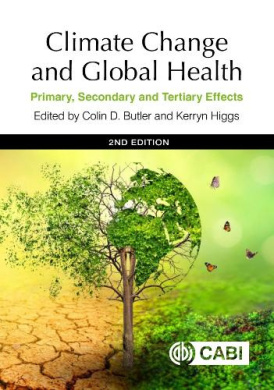 Climate Change
and Global Health
Primary, Secondary and Tertiary Effects
Edited by Colin D. Butler and Kerryn Higgs
2ND EDITION
CABI